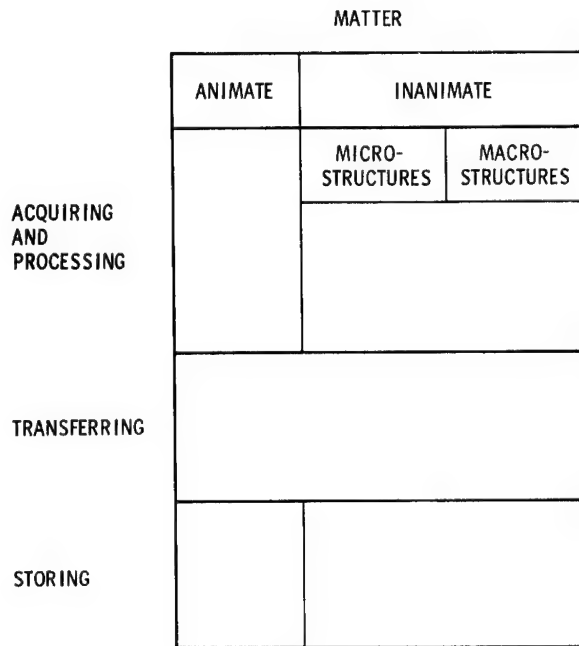 MATTER
ANIMATE
INANIMATE
MICRO-
STRUCTURES
MACRO-
STRUCTURES
ACQUIRING
AND
PROCESSING
TRANSFERRING
STORING